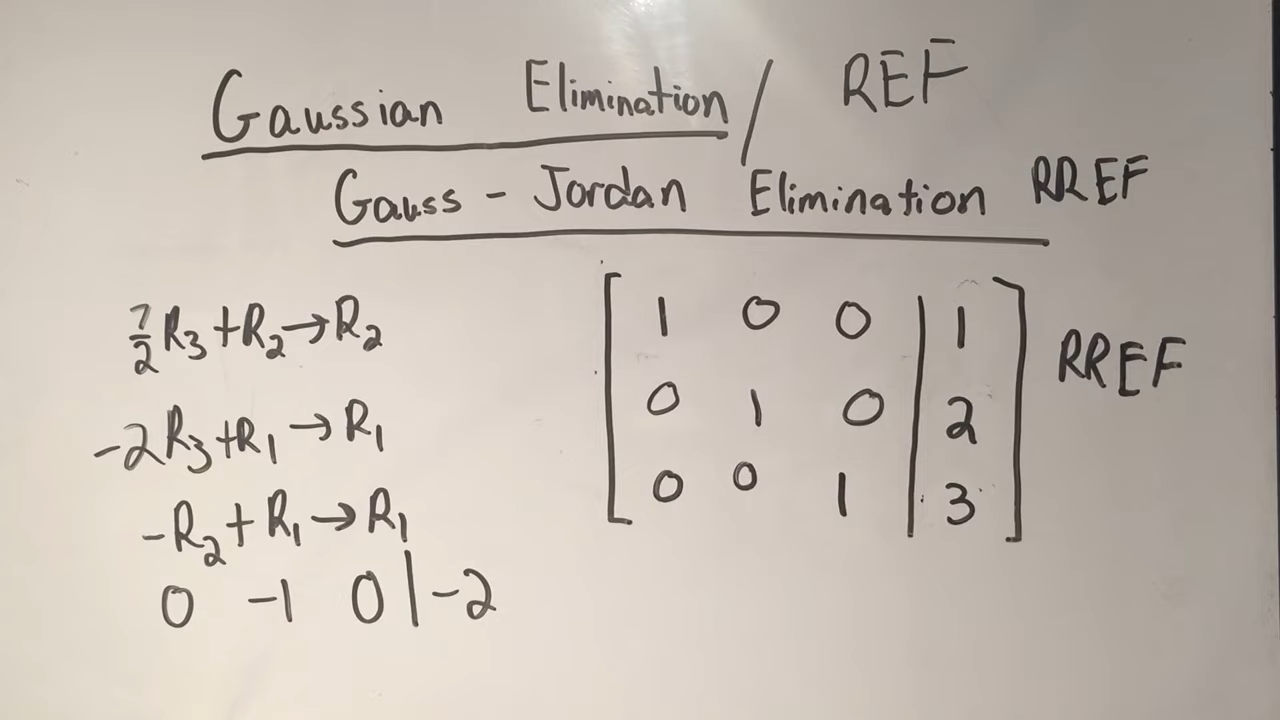 Gaussian Elimination / REF
Gauss - Jordan Elimination RREF
7/2 R₃ + R₂ → R₂
-2R₃ + R₁ → R₁
-R₂ + R₁ → R₁
0 -1 0 | -2
[ 1 0 0 | 1 ]
[ 0 1 0 | 2 ] RREF
[ 0 0 1 | 3 ]